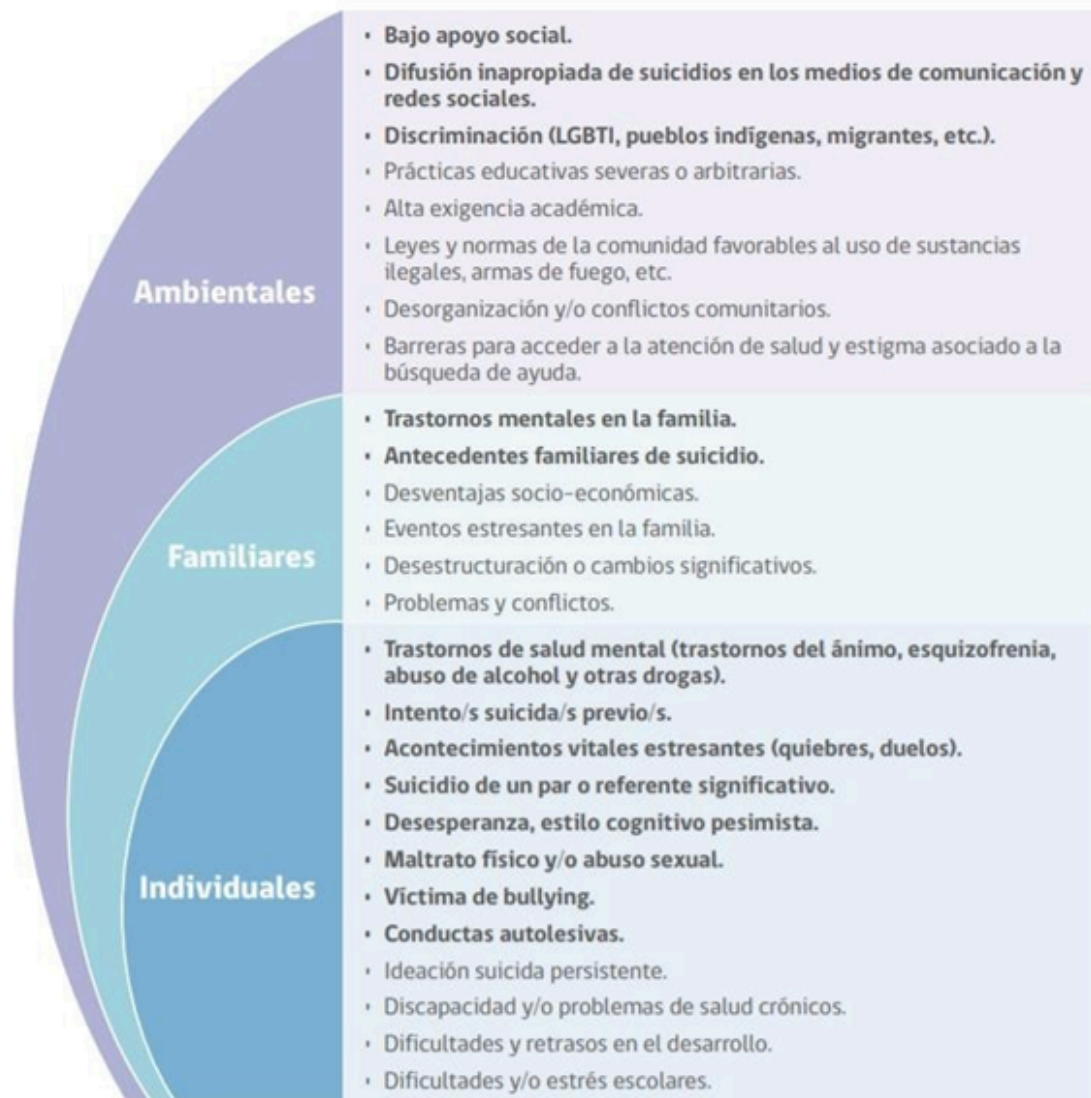 Ambientales
• Bajo apoyo social.
• Difusión inapropiada de suicidios en los medios de comunicación y
redes sociales.
• Discriminación (LGBTI, pueblos indígenas, migrantes, etc.).
• Prácticas educativas severas o arbitrarias.
• Alta exigencia académica.
• Leyes y normas de la comunidad favorables al uso de sustancias
ilegales, armas de fuego, etc.
• Desorganización y/o conflictos comunitarios.
• Barreras para acceder a la atención de salud y estigma asociado a la
búsqueda de ayuda.
Familiares
• Trastornos mentales en la familia.
• Antecedentes familiares de suicidio.
• Desventajas socio-económicas.
• Eventos estresantes en la familia.
• Desestructuración o cambios significativos.
• Problemas y conflictos.
Individuales
• Trastornos de salud mental (trastornos del ánimo, esquizofrenia,
abuso de alcohol y otras drogas).
• Intento/s suicida/s previo/s.
• Acontecimientos vitales estresantes (quiebres, duelos).
• Suicidio de un par o referente significativo.
• Desesperanza, estilo cognitivo pesimista.
• Maltrato físico y/o abuso sexual.
• Víctima de bullying.
• Conductas autolesivas.
• Ideación suicida persistente.
• Discapacidad y/o problemas de salud crónicos.
• Dificultades y retrasos en el desarrollo.
• Dificultades y/o estrés escolares.